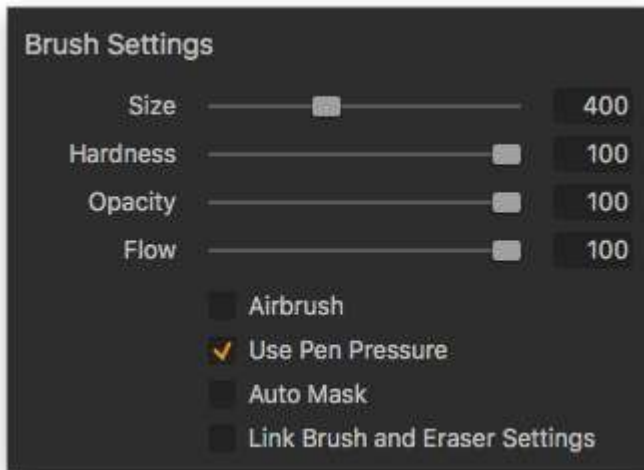 Brush Settings
Size 400
Hardness 100
Opacity 100
Flow 100
Airbrush
Use Pen Pressure
Auto Mask
Link Brush and Eraser Settings